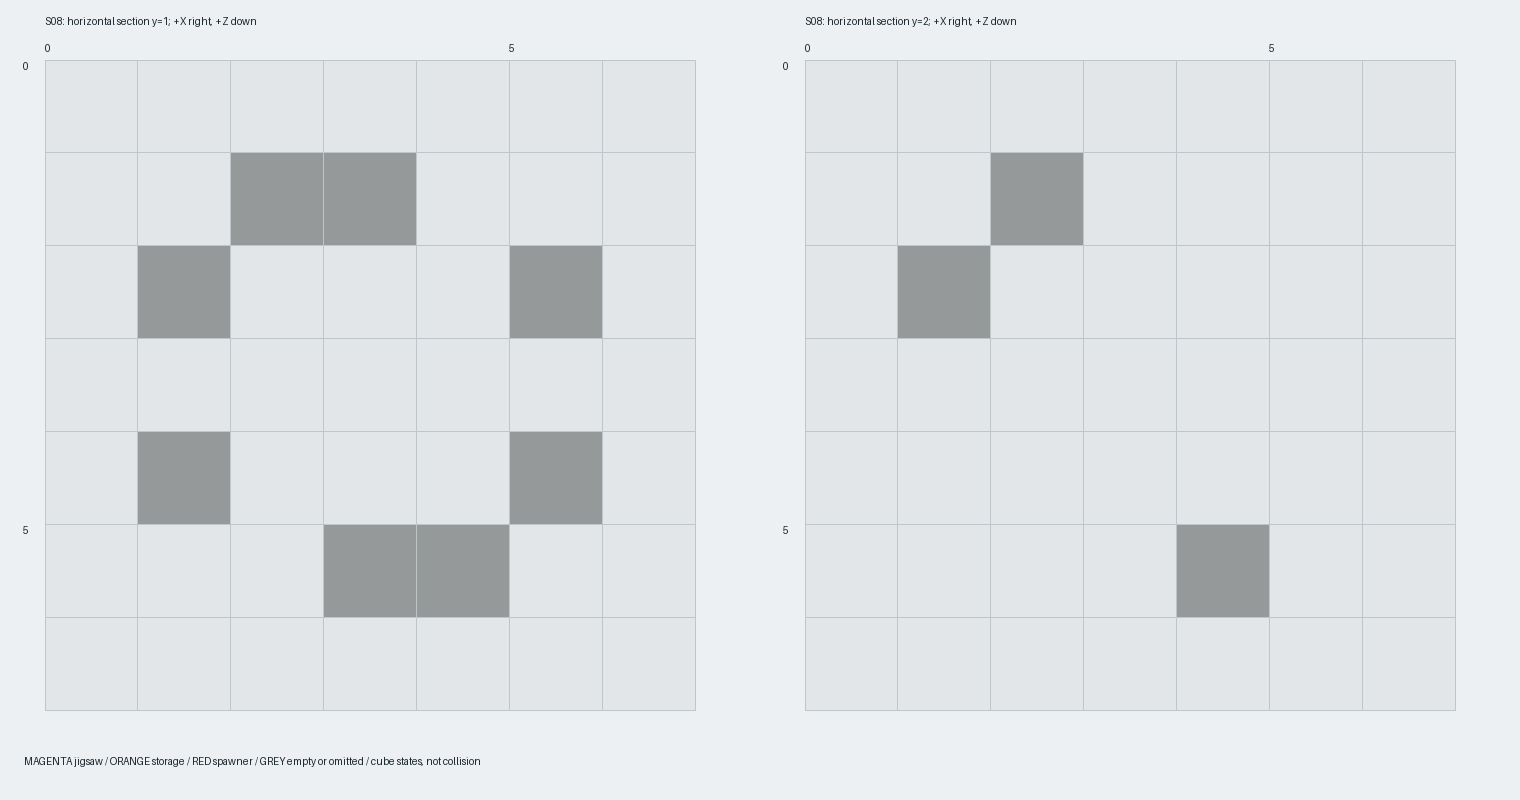 S08: horizontal section y=1; +X right, +Z down
S08: horizontal section y=2; +X right, +Z down
0 5
0 5
0
0
5
5
MAGENTA jigsaw / ORANGE storage / RED spawner / GREY empty or omitted / cube states, not collision